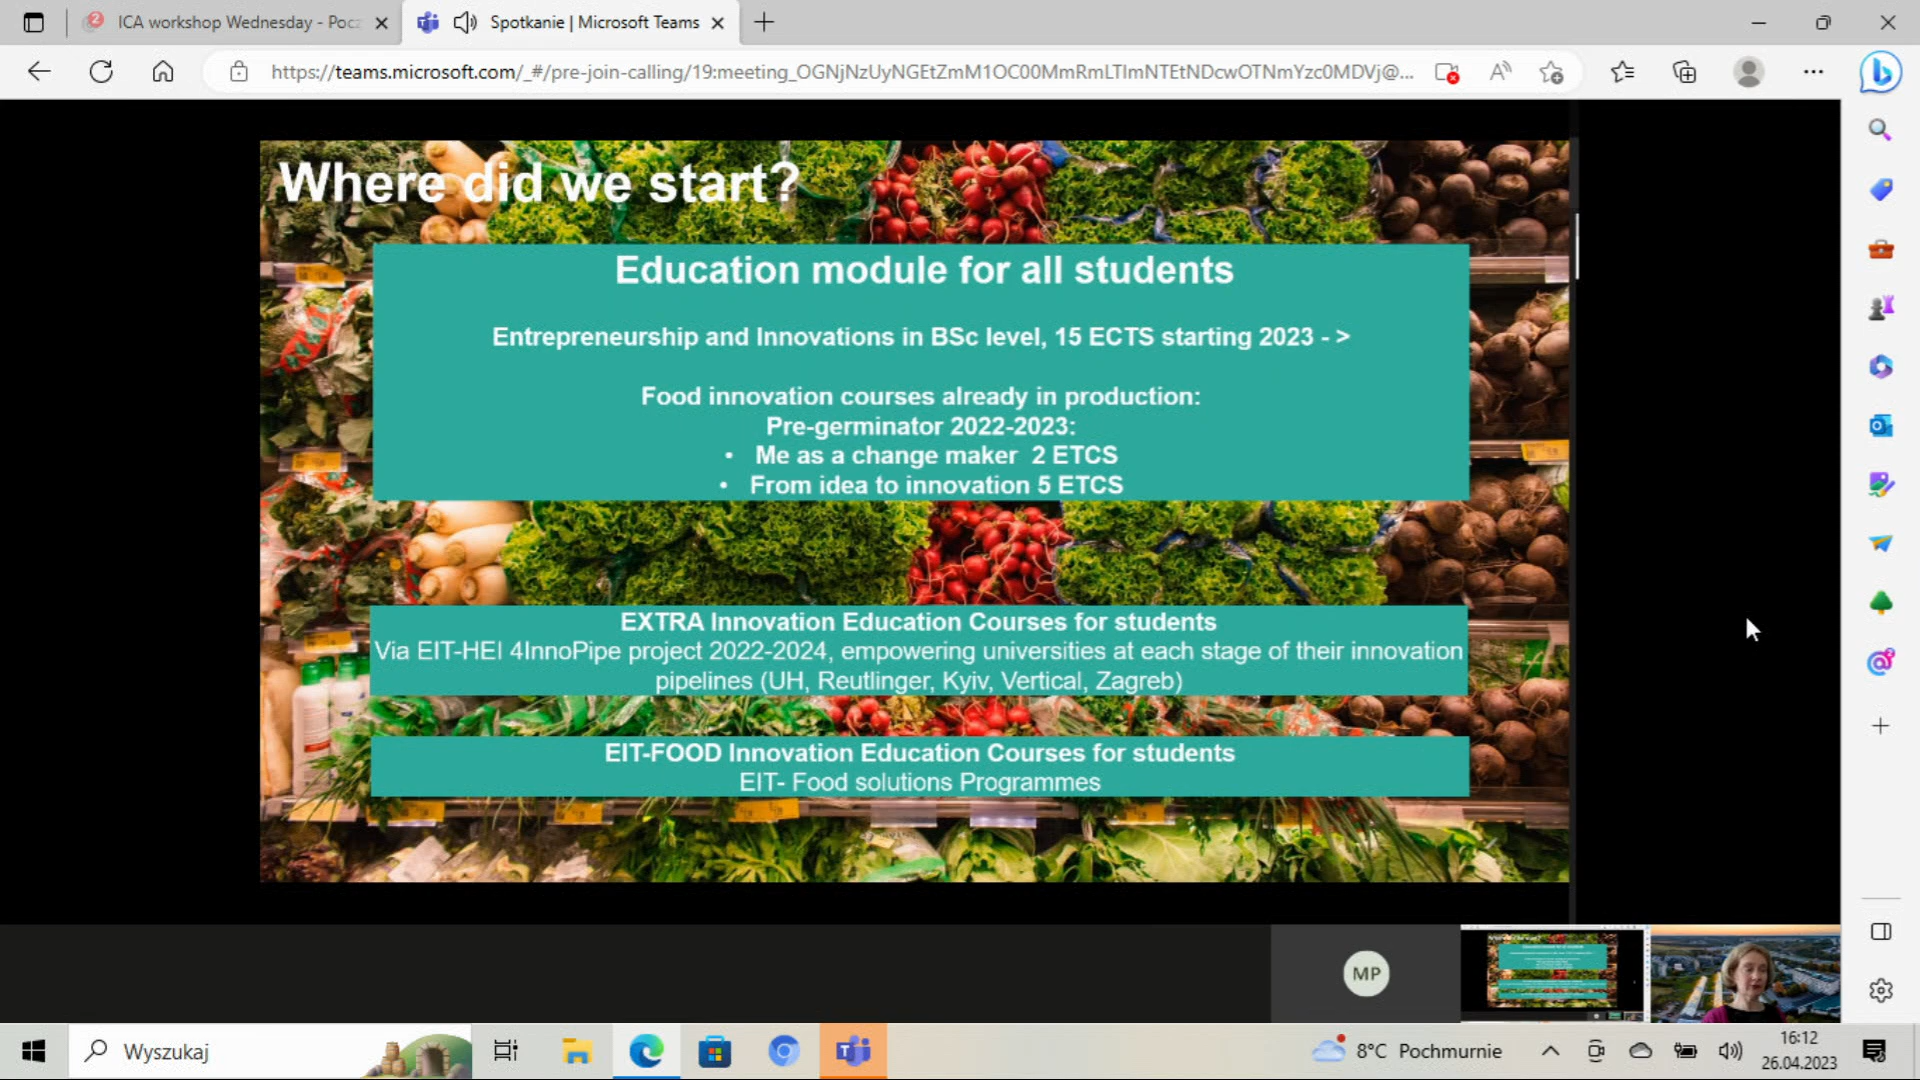 ICA workshop Wednesday - Pocz
Spotkanie | Microsoft Teams
https://teams.microsoft.com/_#/pre-join-calling/19:meeting_OGNjNzUyNGEtZmM1OC00MmRmLTlmNTEtNDcwOTNmYzc0MDVj@...
Where did we start?
Education module for all students
Entrepreneurship and Innovations in BSc level, 15 ECTS starting 2023 - >
Food innovation courses already in production:
Pre-germinator 2022-2023:
• Me as a change maker 2 ETCS
• From idea to innovation 5 ETCS
EXTRA Innovation Education Courses for students
Via EIT-HEI 4InnoPipe project 2022-2024, empowering universities at each stage of their innovation
pipelines (UH, Reutlinger, Kyiv, Vertical, Zagreb)
EIT-FOOD Innovation Education Courses for students
EIT- Food solutions Programmes
MP
Wyszukaj
8°C Pochmurnie
16:12
26.04.2023